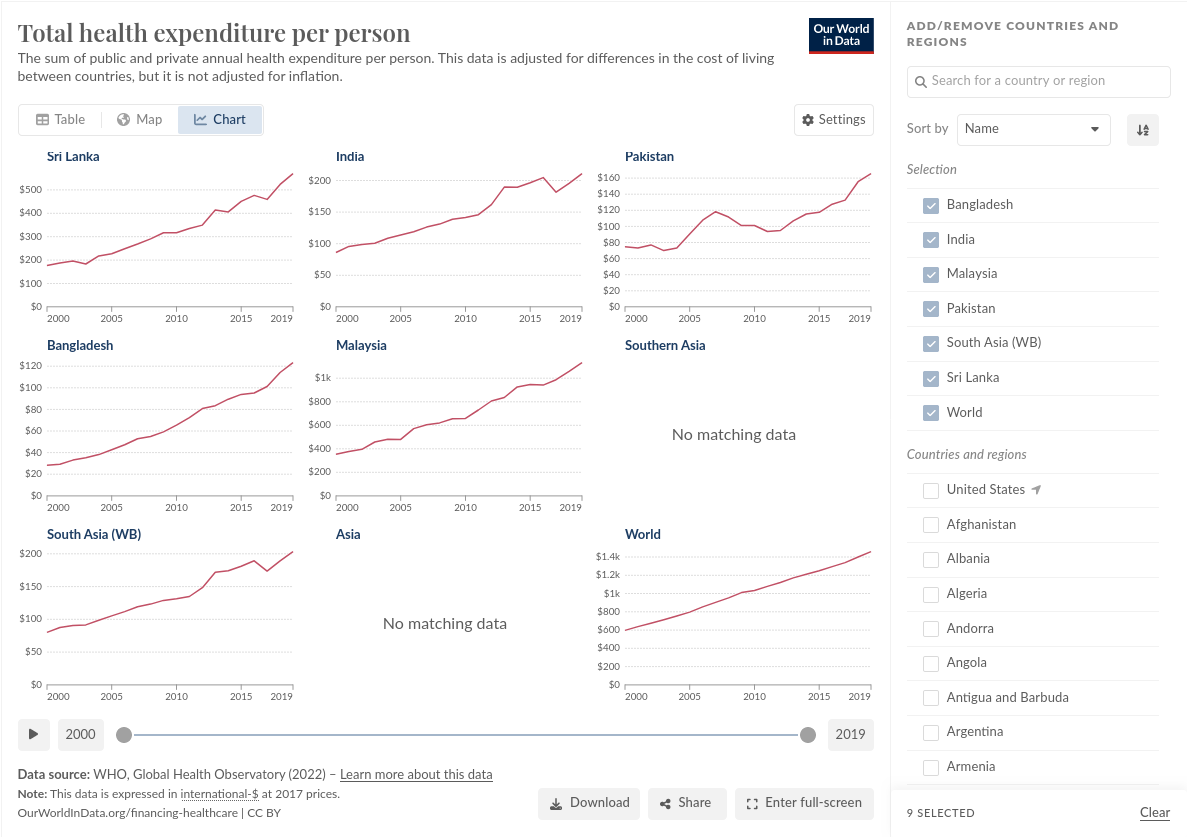 Total health expenditure per person
The sum of public and private annual health expenditure per person. This data is adjusted for differences in the cost of living
between countries, but it is not adjusted for inflation.
Our World
in Data
Table
Map
Chart
Settings
Sri Lanka
$500
$400
$300
$200
$100
$0
2000
2005
2010
2015
2019
India
$200
$150
$100
$50
$0
2000
2005
2010
2015
2019
Pakistan
$160
$140
$120
$100
$80
$60
$40
$20
$0
2000
2005
2010
2015
2019
Bangladesh
$120
$100
$80
$60
$40
$20
$0
2000
2005
2010
2015
2019
Malaysia
$1k
$800
$600
$400
$200
$0
2000
2005
2010
2015
2019
Southern Asia
No matching data
South Asia (WB)
$200
$150
$100
$50
$0
2000
2005
2010
2015
2019
Asia
No matching data
World
$1.4k
$1.2k
$1k
$800
$600
$400
$200
$0
2000
2005
2010
2015
2019
2000
2019
Data source: WHO, Global Health Observatory (2022) – Learn more about this data
Note: This data is expressed in international-$ at 2017 prices.
OurWorldInData.org/financing-healthcare | CC BY
Download
Share
Enter full-screen
ADD/REMOVE COUNTRIES AND
REGIONS
Search for a country or region
Sort by
Name
Selection
Bangladesh
India
Malaysia
Pakistan
South Asia (WB)
Sri Lanka
World
Countries and regions
United States
Afghanistan
Albania
Algeria
Andorra
Angola
Antigua and Barbuda
Argentina
Armenia
9 SELECTED
Clear